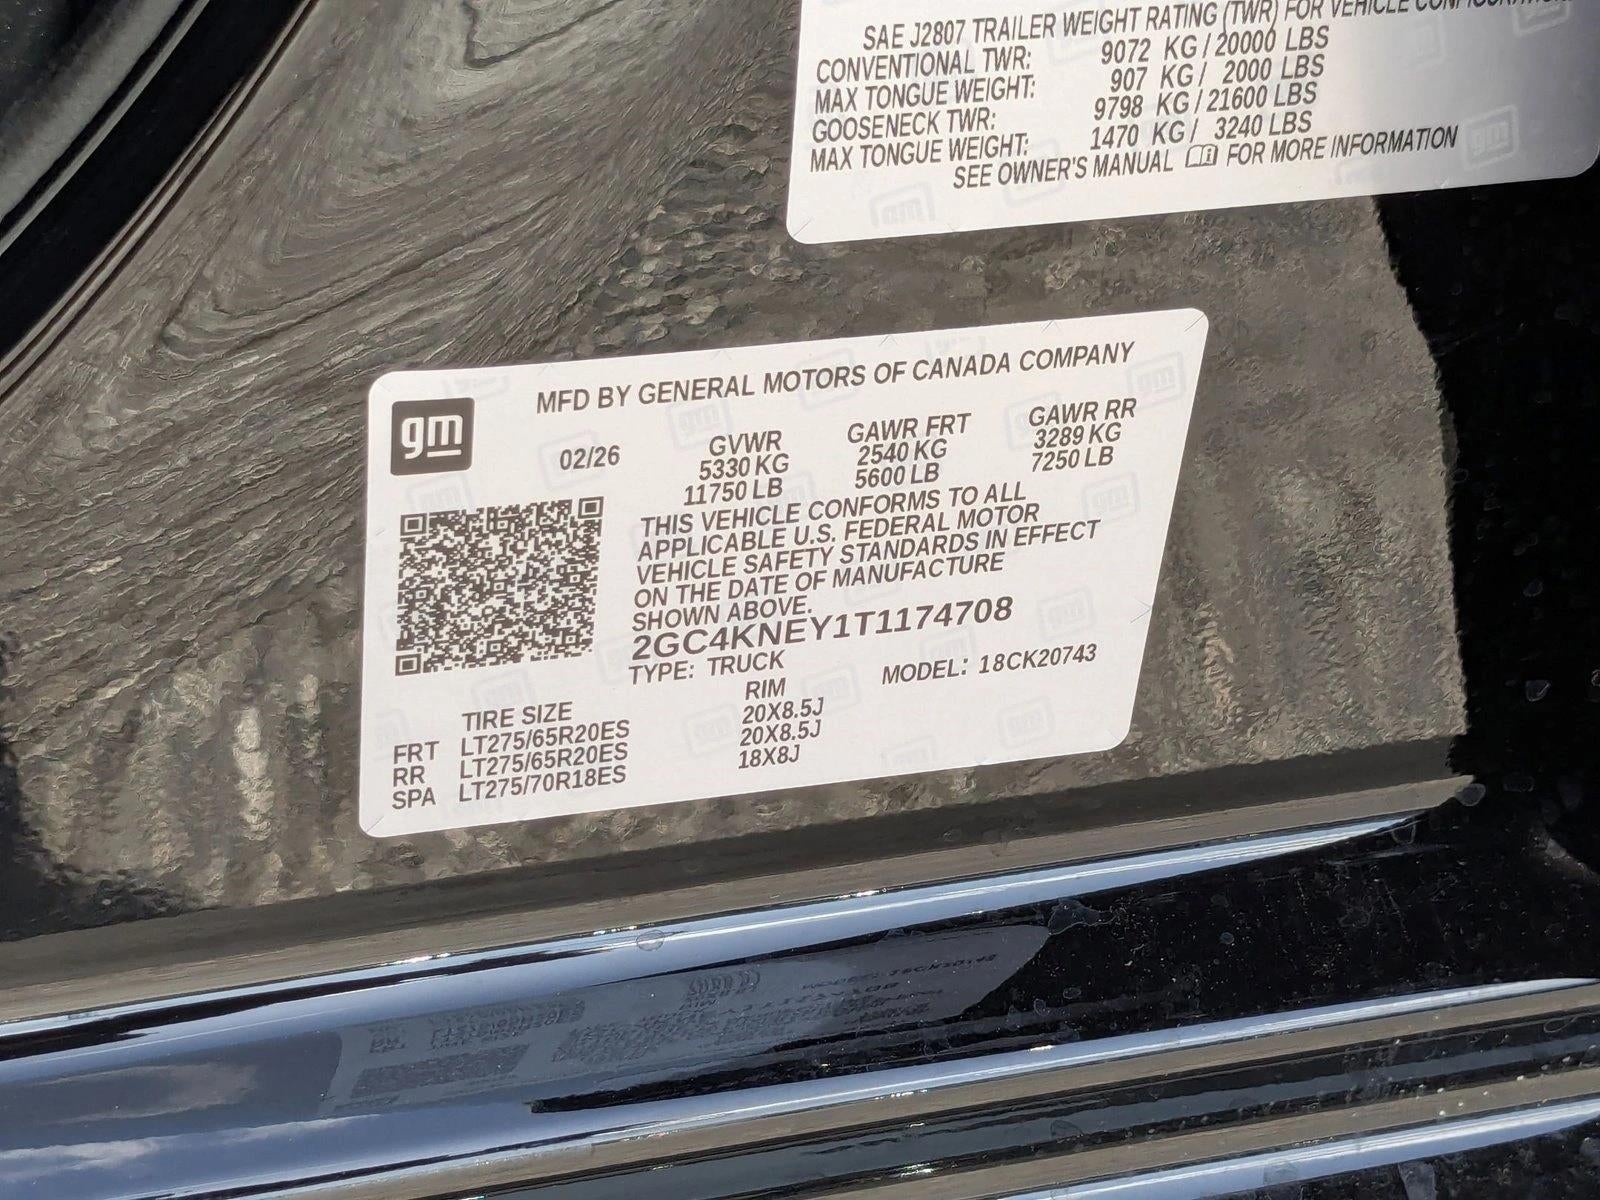 SAE J2807 TRAILER WEIGHT RATING (TWR) FOR VEHICLE CONFIGURATION
CONVENTIONAL TWR: 9072 KG / 20000 LBS
MAX TONGUE WEIGHT: 907 KG / 2000 LBS
GOOSENECK TWR: 9798 KG / 21600 LBS
MAX TONGUE WEIGHT: 1470 KG / 3240 LBS
SEE OWNER'S MANUAL FOR MORE INFORMATION
gm
MFD BY GENERAL MOTORS OF CANADA COMPANY
02/26 GVWR GAWR FRT GAWR RR
5330 KG 2540 KG 3289 KG
11750 LB 5600 LB 7250 LB
THIS VEHICLE CONFORMS TO ALL
APPLICABLE U.S. FEDERAL MOTOR
VEHICLE SAFETY STANDARDS IN EFFECT
ON THE DATE OF MANUFACTURE
SHOWN ABOVE.
2GC4KNEY1T1174708
TYPE: TRUCK MODEL: 18CK20743
TIRE SIZE RIM
FRT LT275/65R20ES 20X8.5J
RR LT275/65R20ES 20X8.5J
SPA LT275/70R18ES 18X8J